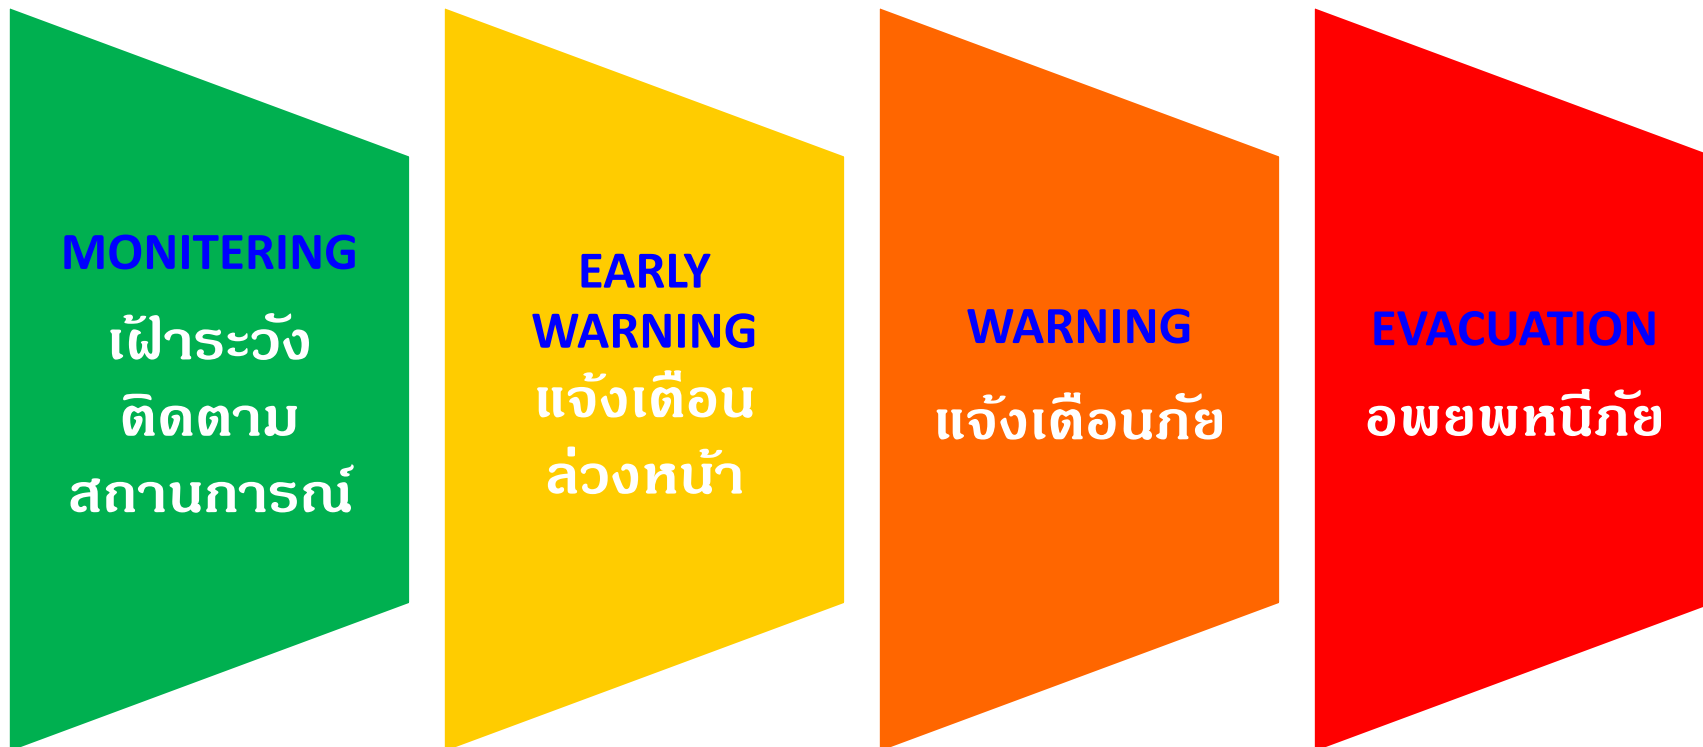 MONITERING
เฝ้าระวัง
ติดตาม
สถานการณ์
EARLY
WARNING
แจ้งเตือน
ล่วงหน้า
WARNING
แจ้งเตือนภัย
EVACUATION
อพยพหนีภัย